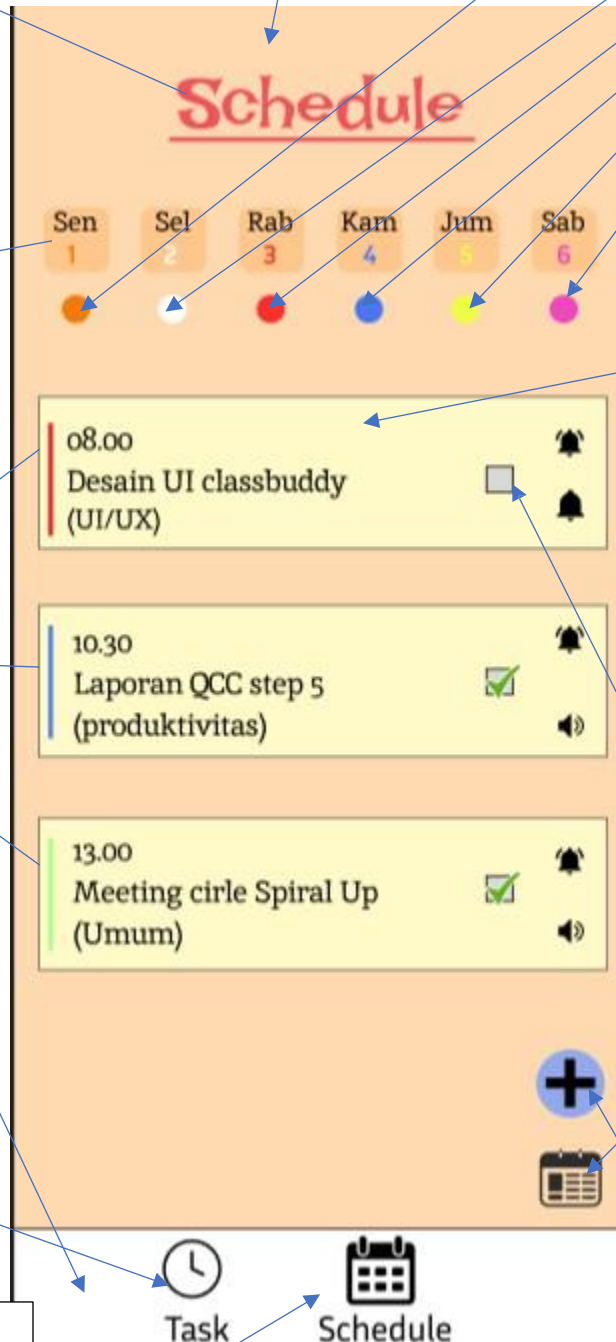 Schedule
Sen Sel Rab Kam Jum Sab
1 2 3 4 5 6
08.00
Desain UI classbuddy
(UI/UX)
10.30
Laporan QCC step 5
(produktivitas)
13.00
Meeting cirle Spiral Up
(Umum)
Task Schedule